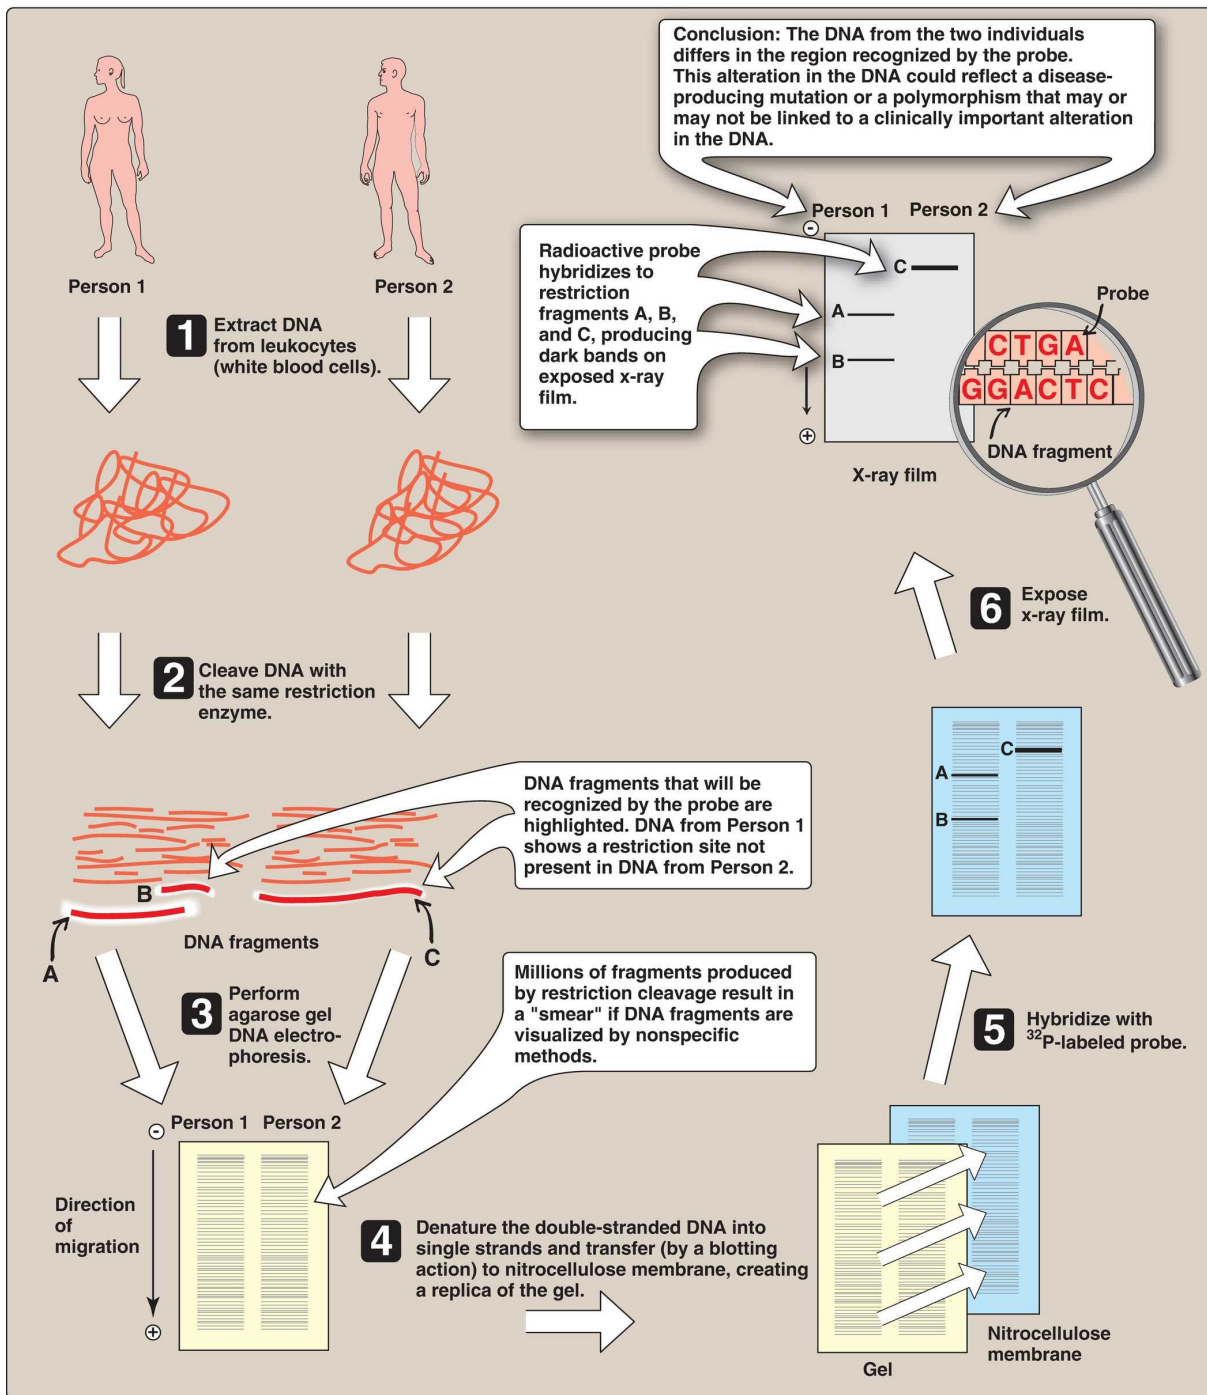 Conclusion: The DNA from the two individuals
differs in the region recognized by the probe.
This alteration in the DNA could reflect a disease-
producing mutation or a polymorphism that may or
may not be linked to a clinically important alteration
in the DNA.
Person 1
Person 2
1
Extract DNA
from leukocytes
(white blood cells).
2
Cleave DNA with
the same restriction
enzyme.
DNA fragments that will be
recognized by the probe are
highlighted. DNA from Person 1
shows a restriction site not
present in DNA from Person 2.
B
A
C
DNA fragments
3
Perform
agarose gel
DNA electro-
phoresis.
Millions of fragments produced
by restriction cleavage result in
a "smear" if DNA fragments are
visualized by nonspecific
methods.
Person 1 Person 2
-
Direction
of
migration
+
4
Denature the double-stranded DNA into
single strands and transfer (by a blotting
action) to nitrocellulose membrane, creating
a replica of the gel.
Gel
Nitrocellulose
membrane
5
Hybridize with
³²P-labeled probe.
C
A
B
6
Expose
x-ray film.
Person 1 Person 2
-
Radioactive probe
hybridizes to
restriction
fragments A, B,
and C, producing
dark bands on
exposed x-ray
film.
C
A
B
+
X-ray film
Probe
CTGA
GGACTC
DNA fragment